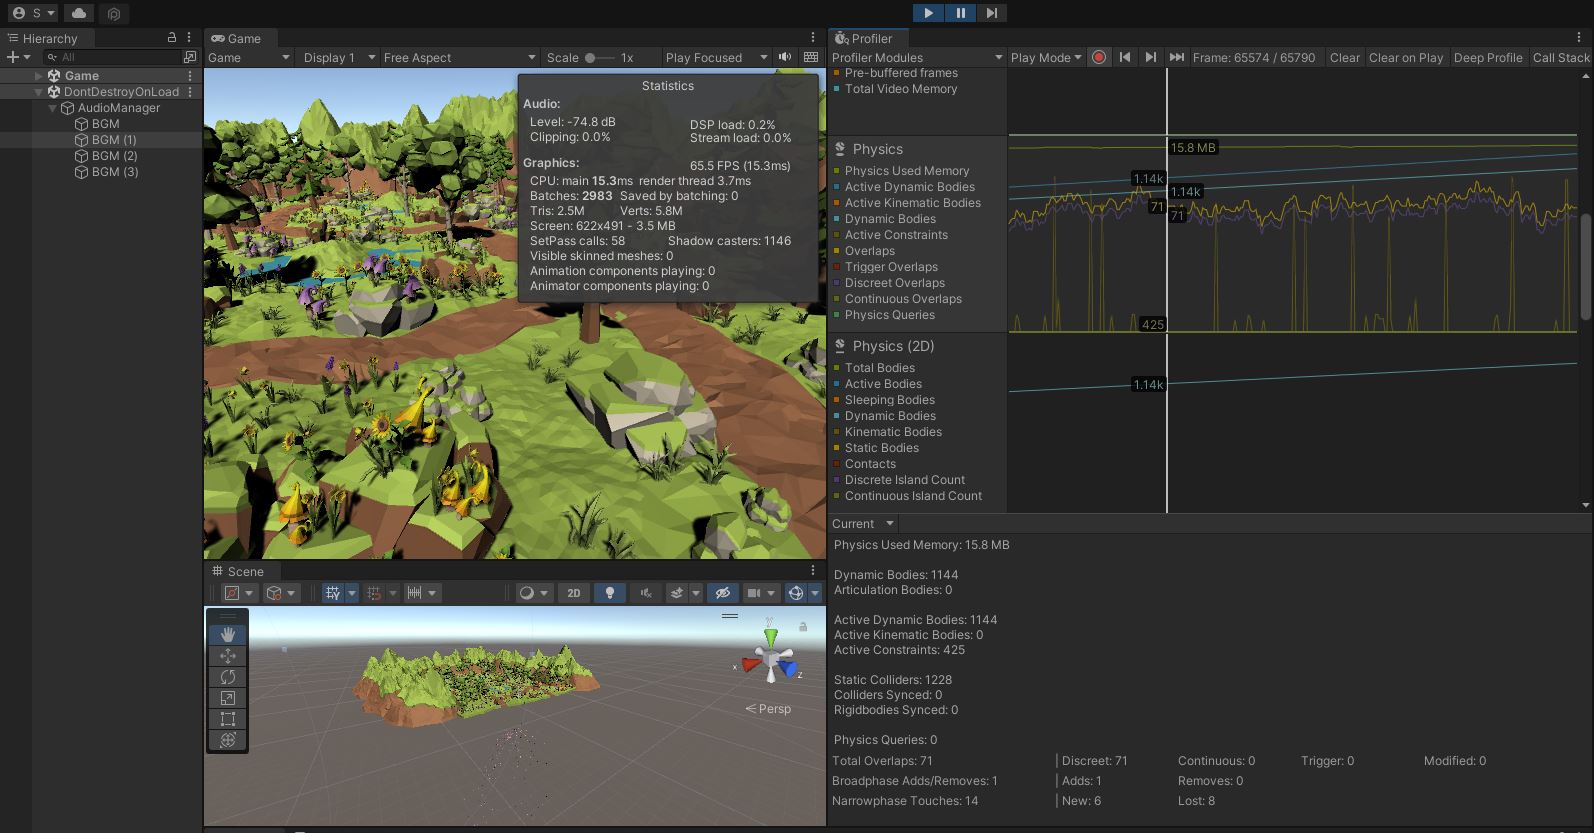 S
Hierarchy
All
Game
DontDestroyOnLoad
AudioManager
BGM
BGM (1)
BGM (2)
BGM (3)
Game
Game
Display 1
Free Aspect
Scale
1x
Play Focused
Statistics
Audio:
Level: -74.8 dB
DSP load: 0.2%
Clipping: 0.0%
Stream load: 0.0%
Graphics:
65.5 FPS (15.3ms)
CPU: main 15.3ms render thread 3.7ms
Batches: 2983 Saved by batching: 0
Tris: 2.5M Verts: 5.8M
Screen: 622x491 - 3.5 MB
SetPass calls: 58 Shadow casters: 1146
Visible skinned meshes: 0
Animation components playing: 0
Animator components playing: 0
Scene
2D
y
x
z
Persp
Profiler
Profiler Modules
Play Mode
Frame: 65574 / 65790
Clear
Clear on Play
Deep Profile
Call Stack
Pre-buffered frames
Total Video Memory
Physics
Physics Used Memory
Active Dynamic Bodies
Active Kinematic Bodies
Dynamic Bodies
Active Constraints
Overlaps
Trigger Overlaps
Discreet Overlaps
Continuous Overlaps
Physics Queries
15.8 MB
1.14k
1.14k
71
71
425
Physics (2D)
Total Bodies
Active Bodies
Sleeping Bodies
Dynamic Bodies
Kinematic Bodies
Static Bodies
Contacts
Discrete Island Count
Continuous Island Count
1.14k
Current
Physics Used Memory: 15.8 MB
Dynamic Bodies: 1144
Articulation Bodies: 0
Active Dynamic Bodies: 1144
Active Kinematic Bodies: 0
Active Constraints: 425
Static Colliders: 1228
Colliders Synced: 0
Rigidbodies Synced: 0
Physics Queries: 0
Total Overlaps: 71 | Discreet: 71 Continuous: 0 Trigger: 0 Modified: 0
Broadphase Adds/Removes: 1 | Adds: 1 Removes: 0
Narrowphase Touches: 14 | New: 6 Lost: 8